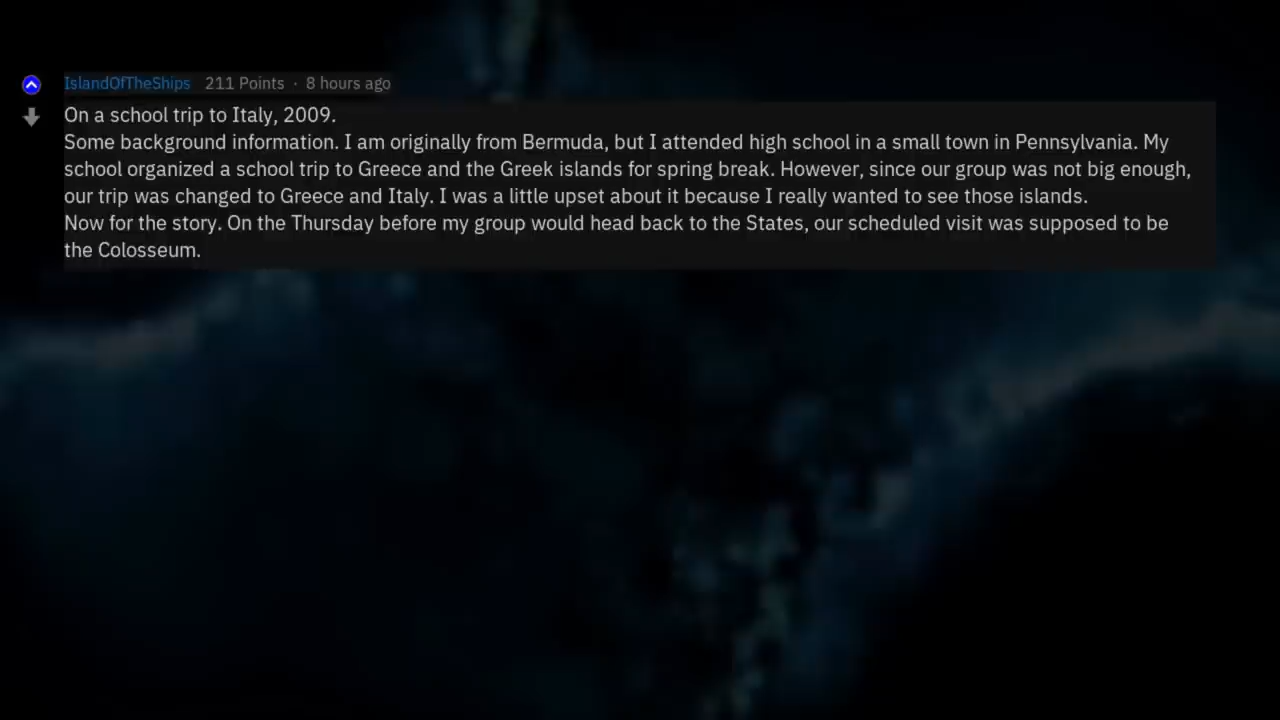 IslandOfTheShips 211 Points · 8 hours ago
On a school trip to Italy, 2009.
Some background information. I am originally from Bermuda, but I attended high school in a small town in Pennsylvania. My
school organized a school trip to Greece and the Greek islands for spring break. However, since our group was not big enough,
our trip was changed to Greece and Italy. I was a little upset about it because I really wanted to see those islands.
Now for the story. On the Thursday before my group would head back to the States, our scheduled visit was supposed to be
the Colosseum.